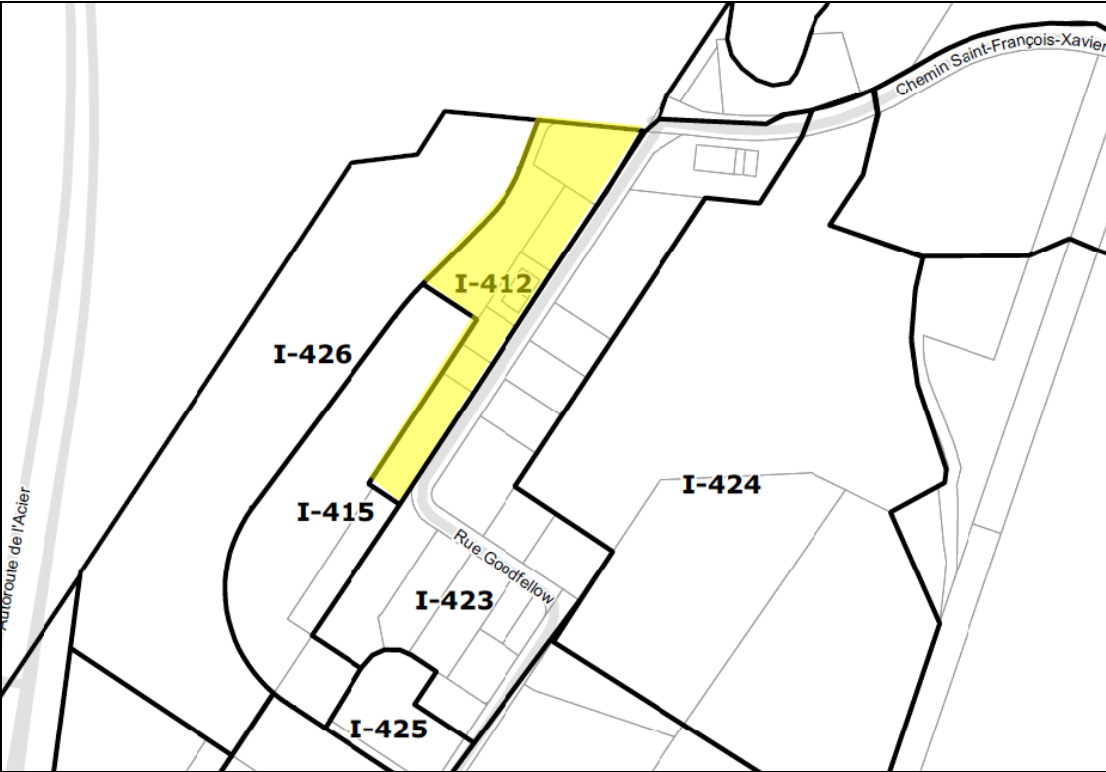 Chemin Saint-François-Xavier
I-412
I-426
I-424
I-415
Autoroute de l'Acier
Rue Goodfellow
I-423
I-425